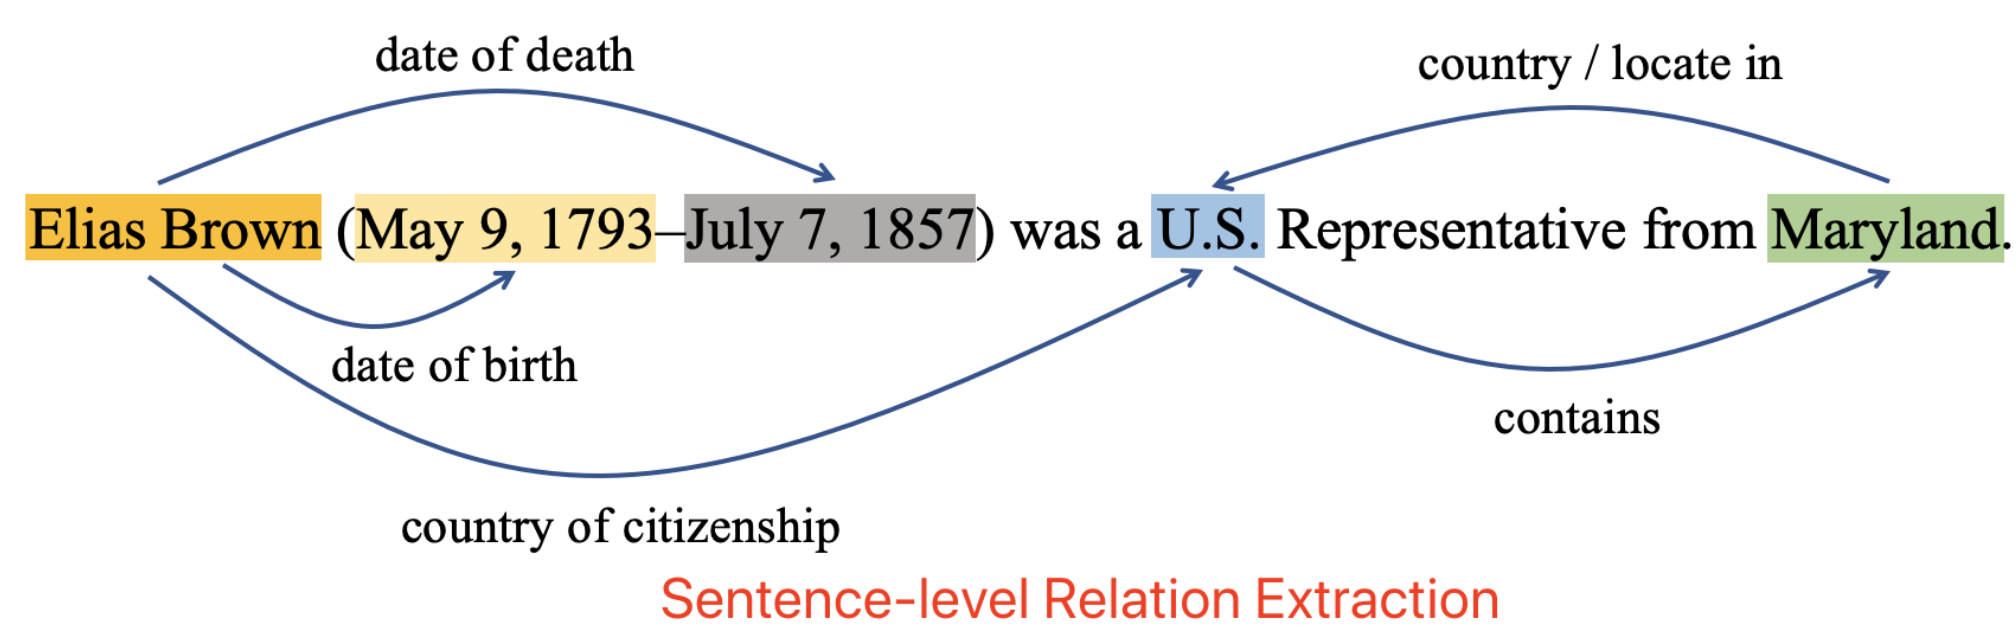 date of death
country / locate in
Elias Brown (May 9, 1793–July 7, 1857) was a U.S. Representative from Maryland.
date of birth
contains
country of citizenship
Sentence-level Relation Extraction